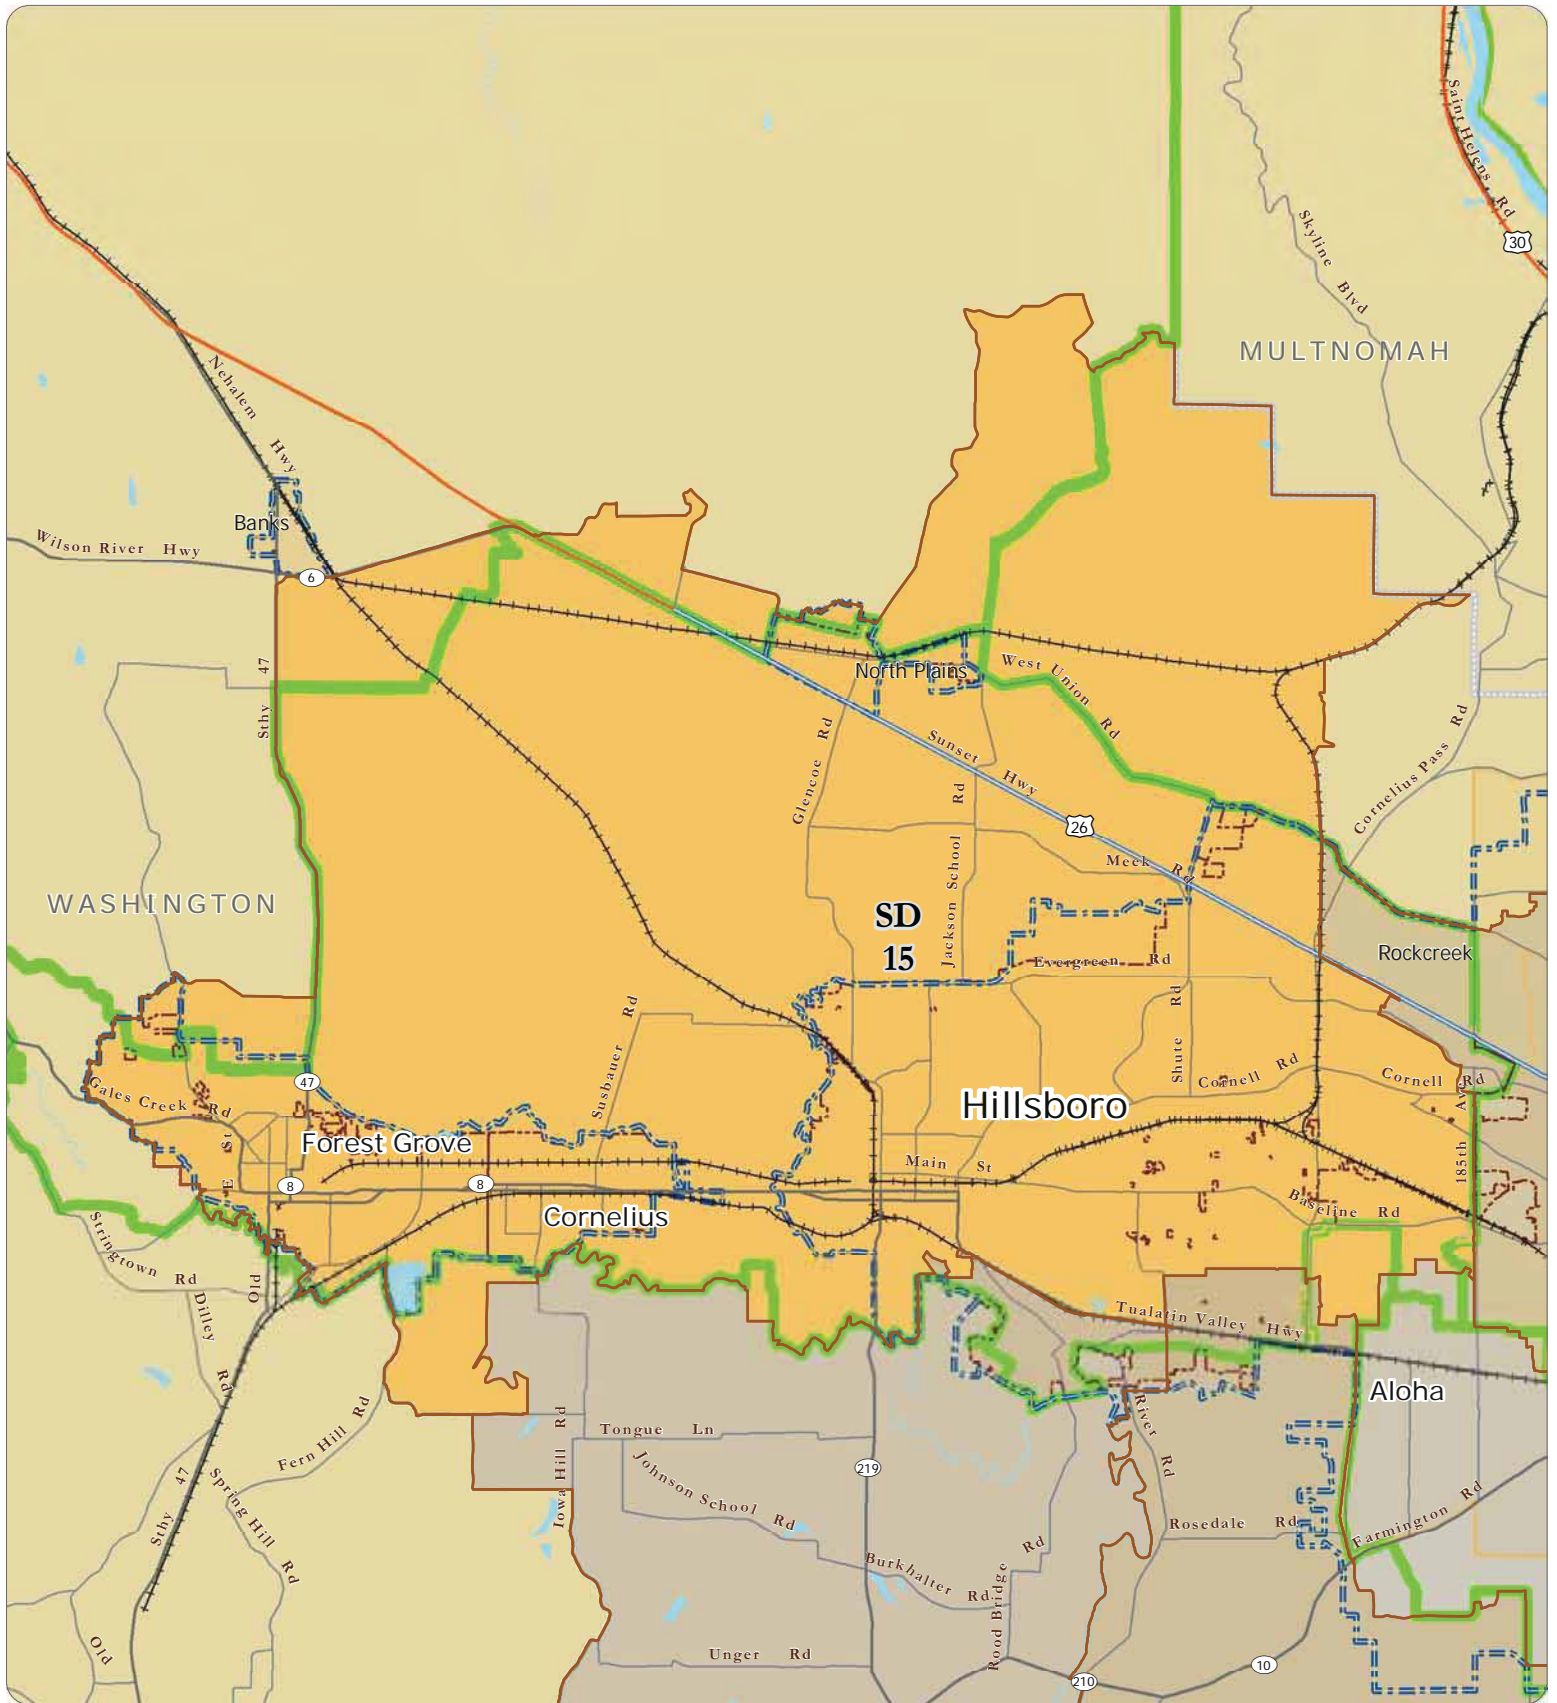 Saint Helens Rd
30
Skyline Blvd
MULTNOMAH
Nehalem Hwy
Banks
Wilson River Hwy
6
Sthy 47
North Plains
West Union Rd
Sunset Hwy
Glencoe Rd
Cornelius Pass Rd
26
Meek Rd
Jackson School Rd
WASHINGTON
SD
15
Rockcreek
Evergreen Rd
Susbauer Rd
Shute Rd
47
Gales Creek Rd
Cornell Rd
Cornell Rd
Hillsboro
185th Ave
Forest Grove
E St
Main St
8
8
Cornelius
Baseline Rd
Stringtown Rd
Old
Dilley Rd
Tualatin Valley Hwy
Aloha
Fern Hill Rd
Iowa Hill Rd
Tongue Ln
River Rd
219
Johnson School Rd
Sthy 47
Spring Hill Rd
Rosedale Rd
Farmington Rd
Burkhalter Rd
Rood Bridge Rd
Old
Unger Rd
10
210